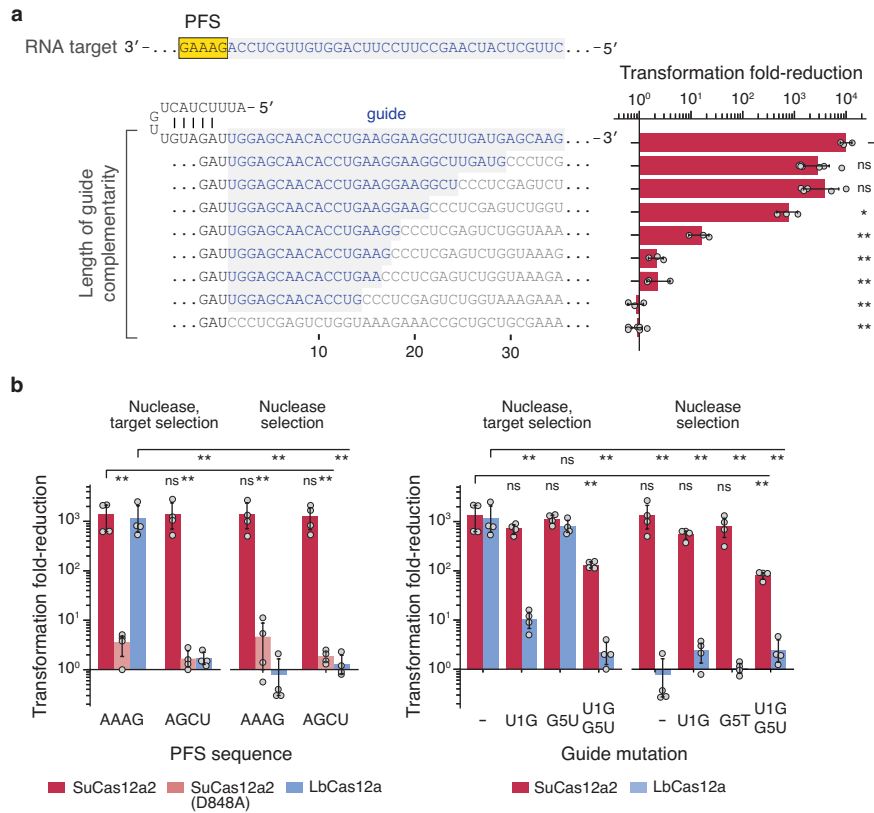 a
PFS
RNA target 3′–...GAAAGACCUCGUUGUGGACUUCCUUCCGAACUACUCGUUC...–5′
Transformation fold-reduction
10⁰ 10¹ 10² 10³ 10⁴
UCAUCUUUA–5′
G
U
guide
Length of guide complementarity
UGUAGAUUGGAGCAACACCUGAAGGAAGGCUUGAUGAGCAAG–3′ –
...GAUUGGAGCAACACCUGAAGGAAGGCUUGAUGCCCUCG... ns
...GAUUGGAGCAACACCUGAAGGAAGGCUCCCUCGAGUCU... ns
...GAUUGGAGCAACACCUGAAGGAAGCCCUCGAGUCUGGU... *
...GAUUGGAGCAACACCUGAAGGCCCUCGAGUCUGGUAAA... **
...GAUUGGAGCAACACCUGAAGCCCUCGAGUCUGGUAAAG... **
...GAUUGGAGCAACACCUGAACCCUCGAGUCUGGUAAAGA... **
...GAUUGGAGCAACACCUGCCCUCGAGUCUGGUAAAGAAA... **
...GAUCCCUCGAGUCUGGUAAAGAAACCGCUGCUGCGAAA... **
10 20 30
b
Nuclease, target selection
Nuclease selection
** ** **
** ns ** ns ** ns **
Transformation fold-reduction
10³
10²
10¹
10⁰
AAAG AGCU AAAG AGCU
PFS sequence
SuCas12a2 SuCas12a2 (D848A) LbCas12a
Nuclease, target selection
Nuclease selection
** ns ** ** ** ** **
ns ns ** ns ns ns **
Transformation fold-reduction
10³
10²
10¹
10⁰
– U1G G5U U1G G5U – U1G G5T U1G G5U
Guide mutation
SuCas12a2 LbCas12a